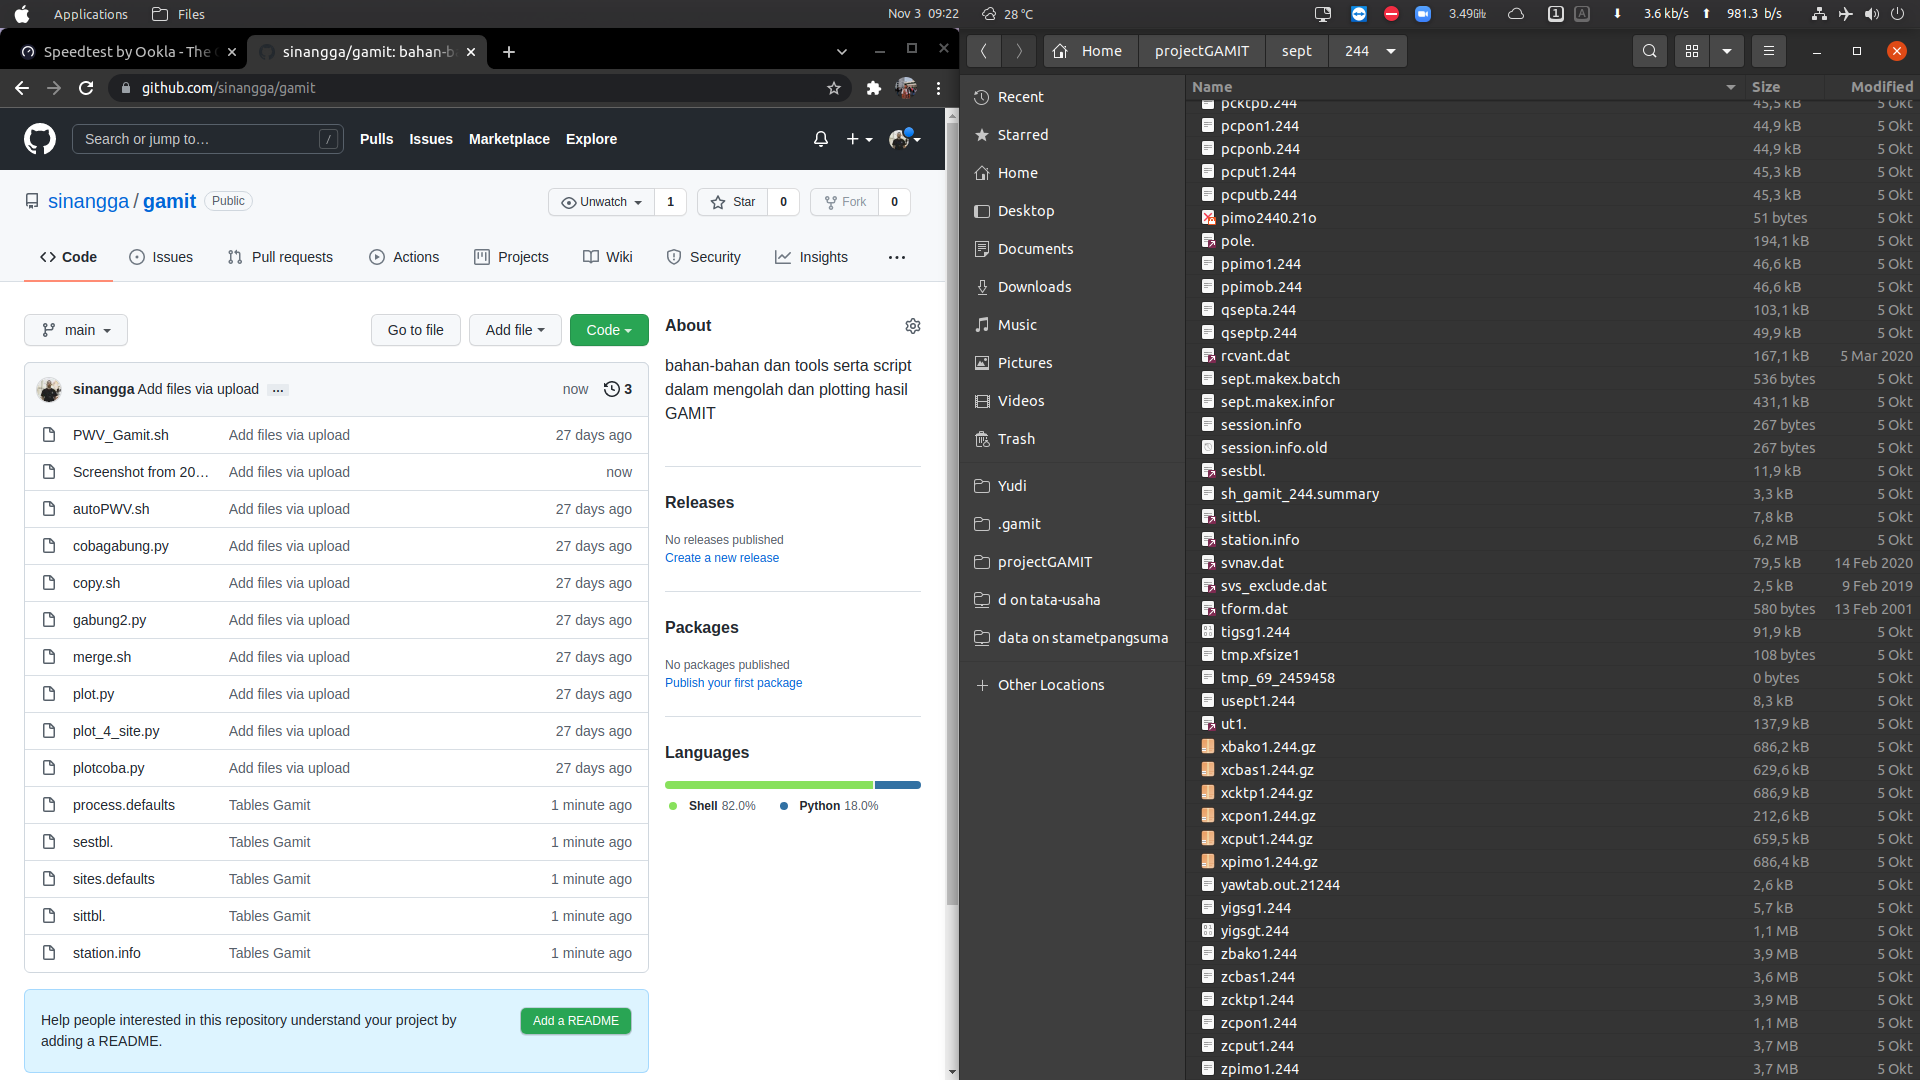 Applications
Files
Nov 3  09:22
28 °C
3.49GHz
1
A
3.6 kb/s
981.3 b/s
Speedtest by Ookla - The
sinangga/gamit: bahan-b
github.com/sinangga/gamit
Search or jump to…
/
Pulls
Issues
Marketplace
Explore
sinangga / gamit
Public
Unwatch
1
Star
0
Fork
0
Code
Issues
Pull requests
Actions
Projects
Wiki
Security
Insights
main
Go to file
Add file
Code
sinangga Add files via upload ...
now
3
PWV_Gamit.sh Add files via upload 27 days ago
Screenshot from 20… Add files via upload now
autoPWV.sh Add files via upload 27 days ago
cobagabung.py Add files via upload 27 days ago
copy.sh Add files via upload 27 days ago
gabung2.py Add files via upload 27 days ago
merge.sh Add files via upload 27 days ago
plot.py Add files via upload 27 days ago
plot_4_site.py Add files via upload 27 days ago
plotcoba.py Add files via upload 27 days ago
process.defaults Tables Gamit 1 minute ago
sestbl. Tables Gamit 1 minute ago
sites.defaults Tables Gamit 1 minute ago
sittbl. Tables Gamit 1 minute ago
station.info Tables Gamit 1 minute ago
Help people interested in this repository understand your project by
adding a README.
Add a README
About
bahan-bahan dan tools serta script
dalam mengolah dan plotting hasil
GAMIT
Releases
No releases published
Create a new release
Packages
No packages published
Publish your first package
Languages
Shell 82.0%
Python 18.0%
Home
projectGAMIT
sept
244
Recent
Starred
Home
Desktop
Documents
Downloads
Music
Pictures
Videos
Trash
Yudi
.gamit
projectGAMIT
d on tata-usaha
data on stametpangsuma
Other Locations
Name Size Modified
pcktpb.244 45,5 kB 5 Okt
pcpon1.244 44,9 kB 5 Okt
pcponb.244 44,9 kB 5 Okt
pcput1.244 45,3 kB 5 Okt
pcputb.244 45,3 kB 5 Okt
pimo2440.21o 51 bytes 5 Okt
pole. 194,1 kB 5 Okt
ppimo1.244 46,6 kB 5 Okt
ppimob.244 46,6 kB 5 Okt
qsepta.244 103,1 kB 5 Okt
qseptp.244 49,9 kB 5 Okt
rcvant.dat 167,1 kB 5 Mar 2020
sept.makex.batch 536 bytes 5 Okt
sept.makex.infor 431,1 kB 5 Okt
session.info 267 bytes 5 Okt
session.info.old 267 bytes 5 Okt
sestbl. 11,9 kB 5 Okt
sh_gamit_244.summary 3,3 kB 5 Okt
sittbl. 7,8 kB 5 Okt
station.info 6,2 MB 5 Okt
svnav.dat 79,5 kB 14 Feb 2020
svs_exclude.dat 2,5 kB 9 Feb 2019
tform.dat 580 bytes 13 Feb 2001
tigsg1.244 91,9 kB 5 Okt
tmp.xfsize1 108 bytes 5 Okt
tmp_69_2459458 0 bytes 5 Okt
usept1.244 8,3 kB 5 Okt
ut1. 137,9 kB 5 Okt
xbako1.244.gz 686,2 kB 5 Okt
xcbas1.244.gz 629,6 kB 5 Okt
xcktp1.244.gz 686,9 kB 5 Okt
xcpon1.244.gz 212,6 kB 5 Okt
xcput1.244.gz 659,5 kB 5 Okt
xpimo1.244.gz 686,4 kB 5 Okt
yawtab.out.21244 2,6 kB 5 Okt
yigsg1.244 5,7 kB 5 Okt
yigsgt.244 1,1 MB 5 Okt
zbako1.244 3,9 MB 5 Okt
zcbas1.244 3,6 MB 5 Okt
zcktp1.244 3,9 MB 5 Okt
zcpon1.244 1,1 MB 5 Okt
zcput1.244 3,7 MB 5 Okt
zpimo1.244 3,7 MB 5 Okt